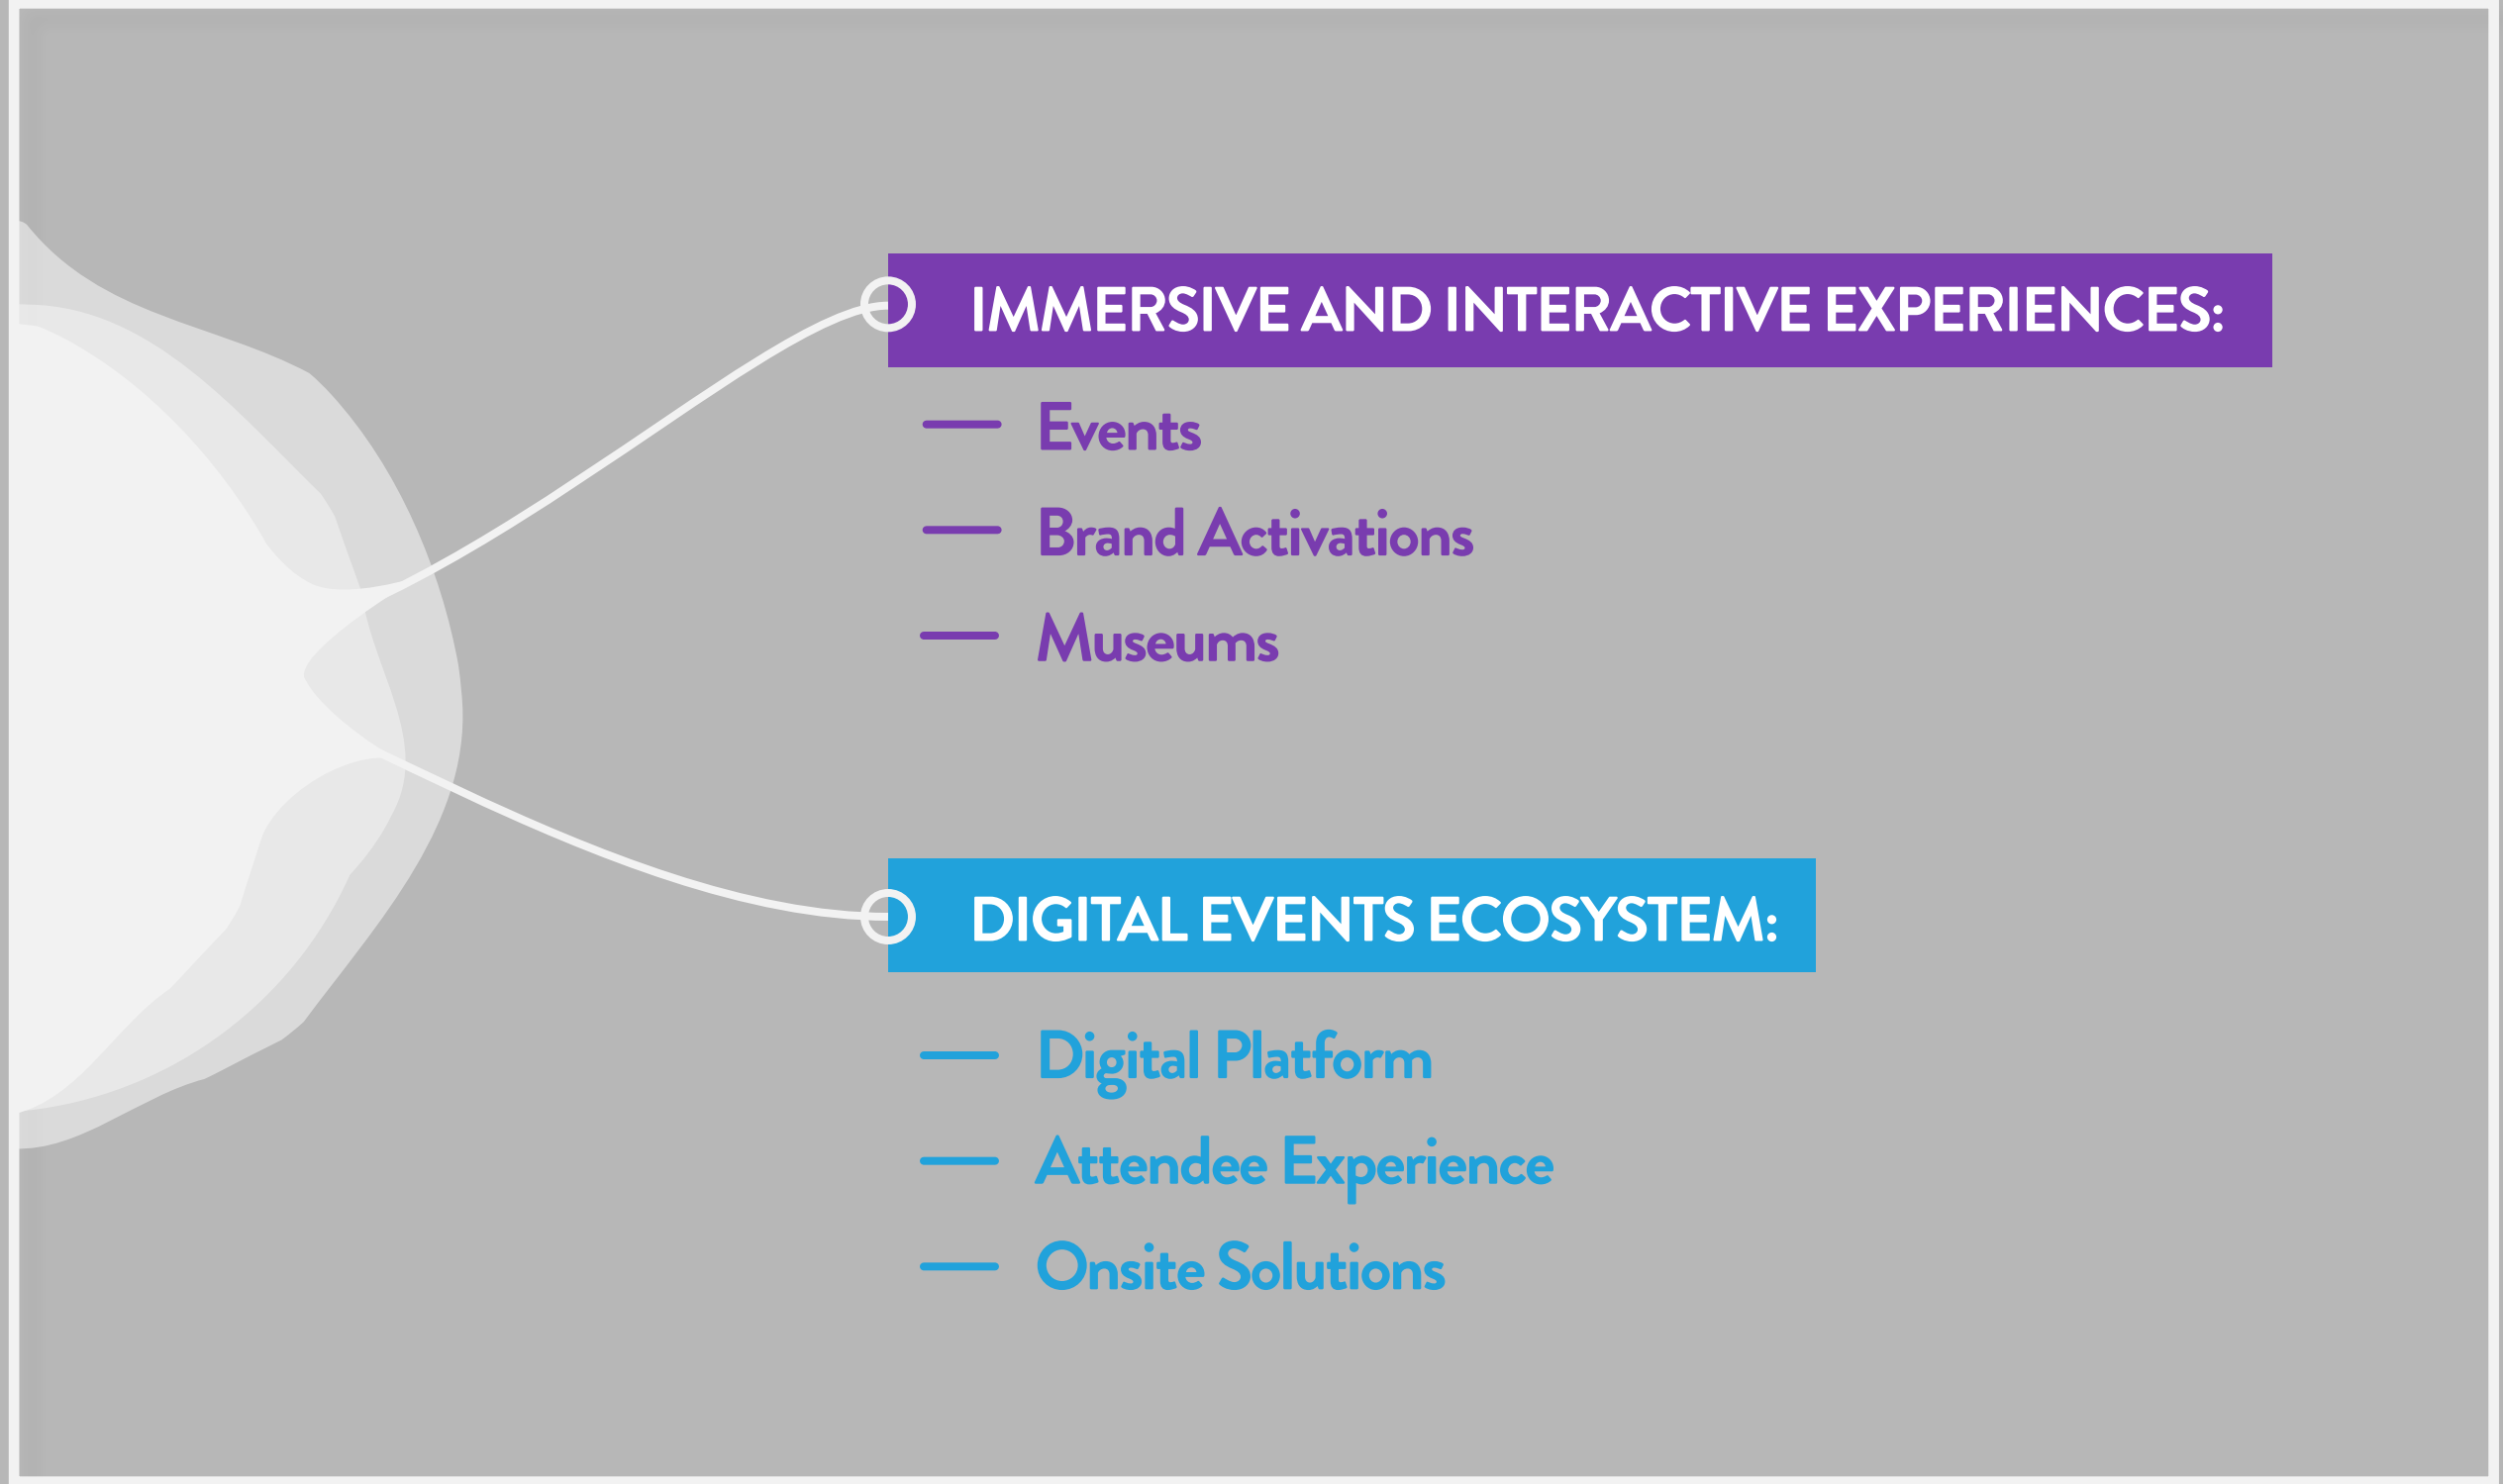 IMMERSIVE AND INTERACTIVE EXPERIENCES:
Events
Brand Activations
Museums
DIGITAL EVENTS ECOSYSTEM:
Digital Platform
Attendee Experience
Onsite Solutions